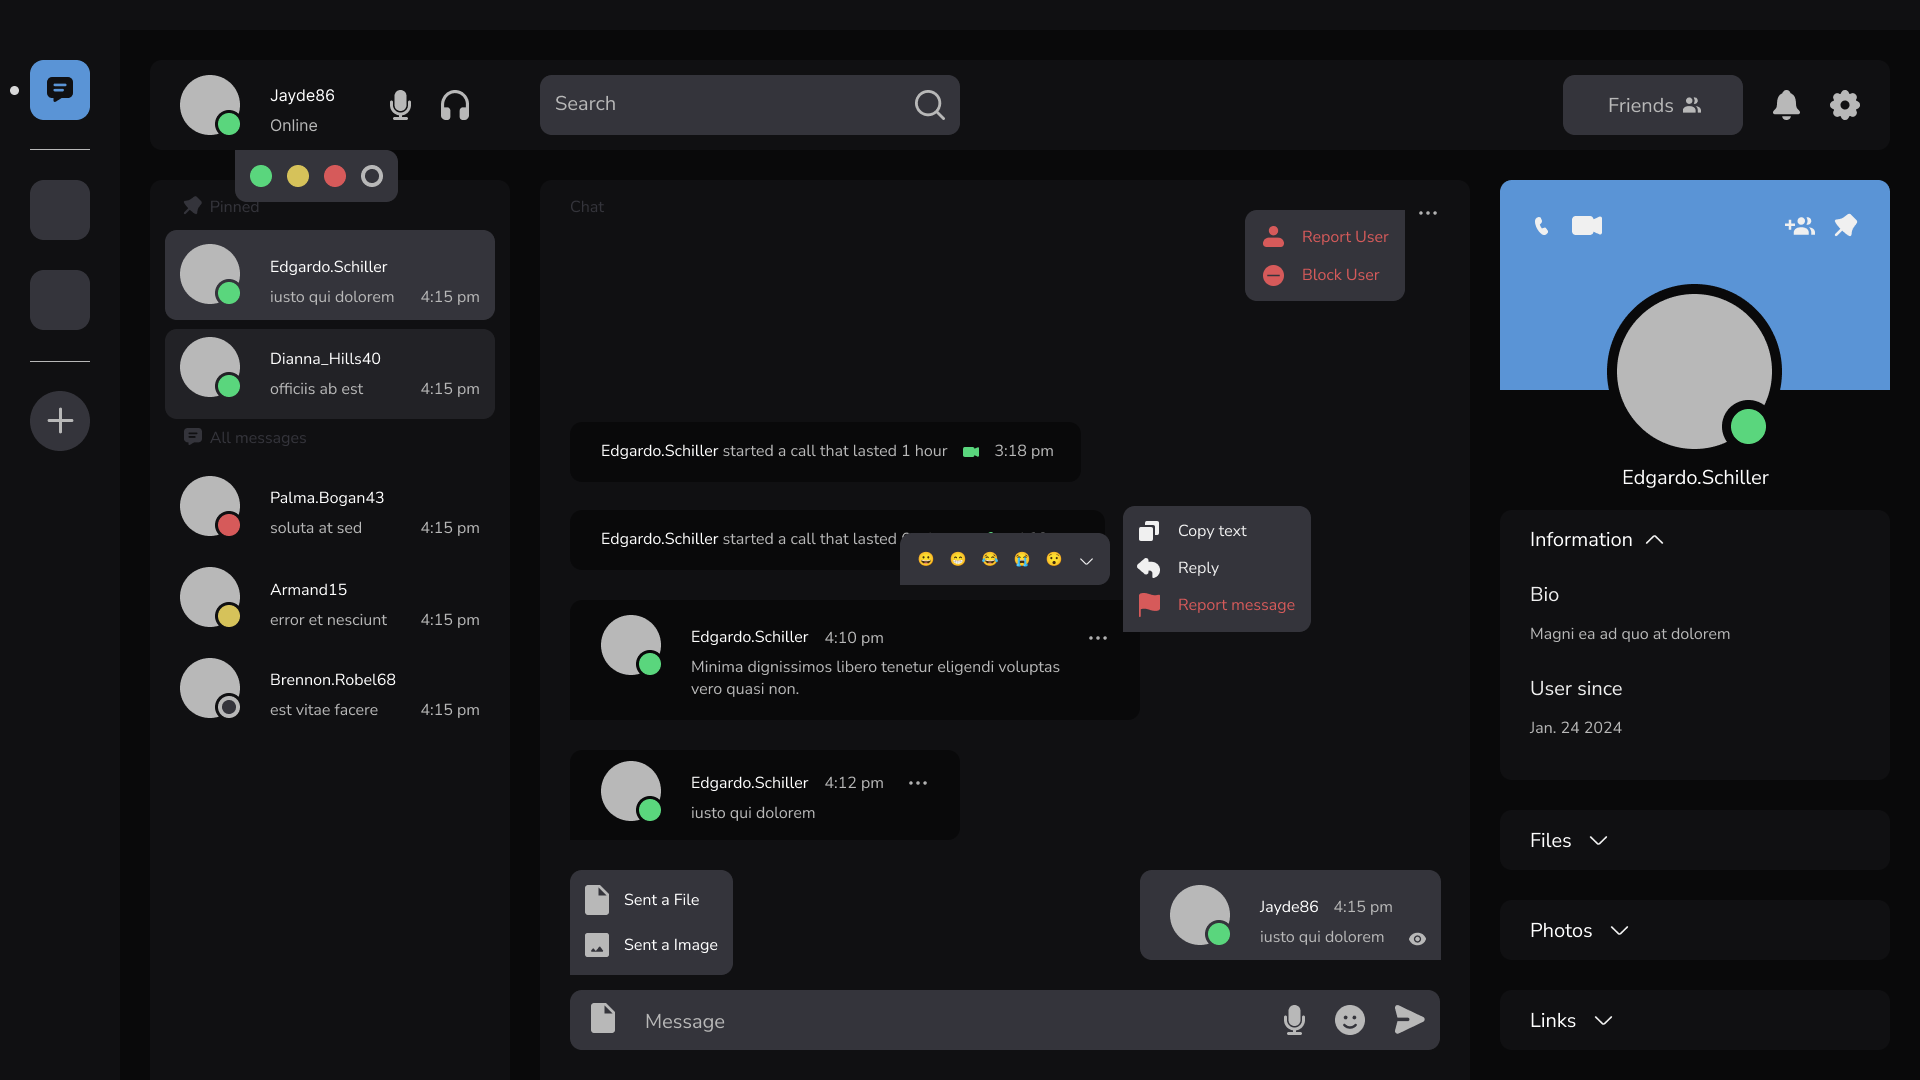 Jayde86
Online
Search
Friends
Pinned
Edgardo.Schiller
iusto qui dolorem 4:15 pm
Dianna_Hills40
officiis ab est 4:15 pm
All messages
Palma.Bogan43
soluta at sed 4:15 pm
Armand15
error et nesciunt 4:15 pm
Brennon.Robel68
est vitae facere 4:15 pm
Chat
Report User
Block User
Edgardo.Schiller started a call that lasted 1 hour 3:18 pm
Edgardo.Schiller started a call that lasted
Copy text
Reply
Report message
Edgardo.Schiller 4:10 pm
Minima dignissimos libero tenetur eligendi voluptas
vero quasi non.
Edgardo.Schiller 4:12 pm
iusto qui dolorem
Sent a File
Sent a Image
Jayde86 4:15 pm
iusto qui dolorem
Message
Edgardo.Schiller
Information
Bio
Magni ea ad quo at dolorem
User since
Jan. 24 2024
Files
Photos
Links